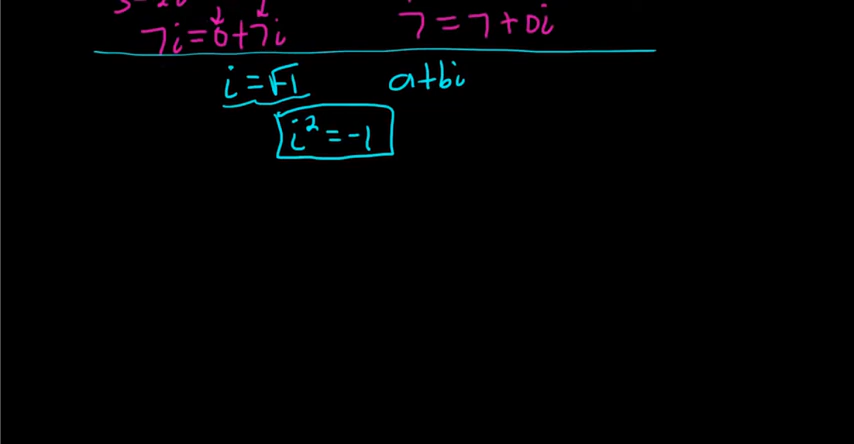 7i = 0 + 7i
7 = 7 + 0i
i = √-1
a+bi
i² = -1